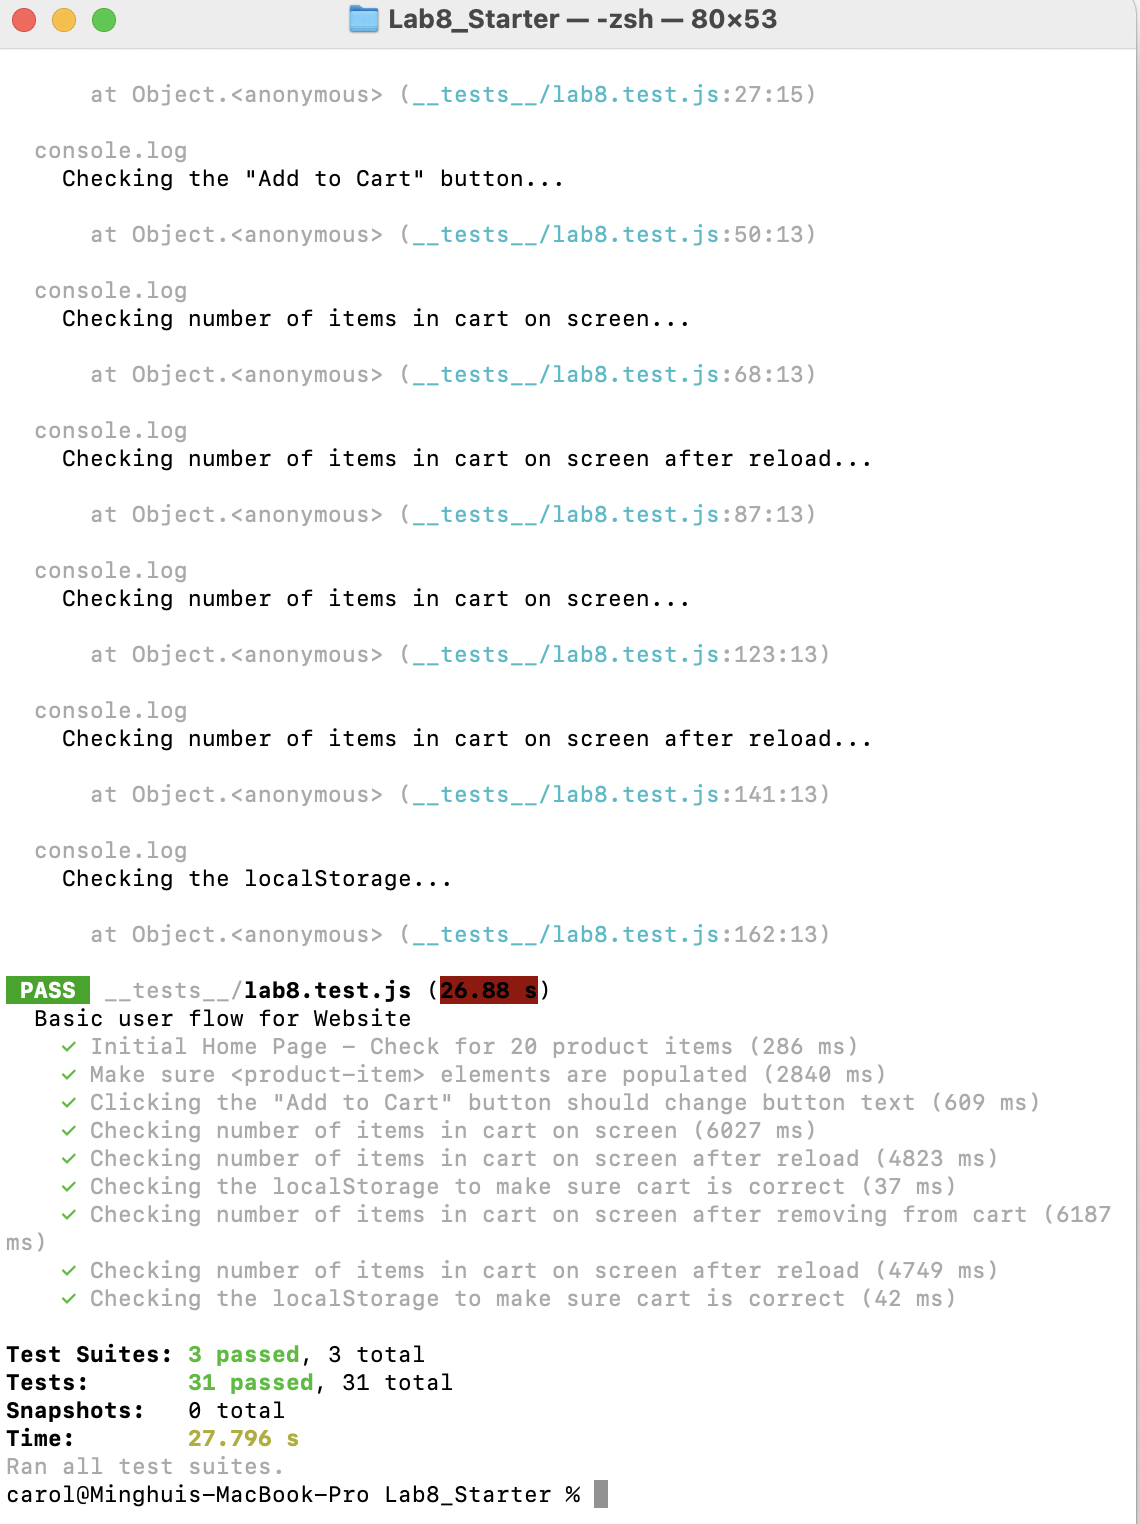 Lab8_Starter — -zsh — 80×53
at Object.<anonymous> (__tests__/lab8.test.js:27:15)
console.log
Checking the "Add to Cart" button...
at Object.<anonymous> (__tests__/lab8.test.js:50:13)
console.log
Checking number of items in cart on screen...
at Object.<anonymous> (__tests__/lab8.test.js:68:13)
console.log
Checking number of items in cart on screen after reload...
at Object.<anonymous> (__tests__/lab8.test.js:87:13)
console.log
Checking number of items in cart on screen...
at Object.<anonymous> (__tests__/lab8.test.js:123:13)
console.log
Checking number of items in cart on screen after reload...
at Object.<anonymous> (__tests__/lab8.test.js:141:13)
console.log
Checking the localStorage...
at Object.<anonymous> (__tests__/lab8.test.js:162:13)
PASS __tests__/lab8.test.js (26.88 s)
Basic user flow for Website
✓ Initial Home Page – Check for 20 product items (286 ms)
✓ Make sure <product-item> elements are populated (2840 ms)
✓ Clicking the "Add to Cart" button should change button text (609 ms)
✓ Checking number of items in cart on screen (6027 ms)
✓ Checking number of items in cart on screen after reload (4823 ms)
✓ Checking the localStorage to make sure cart is correct (37 ms)
✓ Checking number of items in cart on screen after removing from cart (6187
ms)
✓ Checking number of items in cart on screen after reload (4749 ms)
✓ Checking the localStorage to make sure cart is correct (42 ms)
Test Suites: 3 passed, 3 total
Tests: 31 passed, 31 total
Snapshots: 0 total
Time: 27.796 s
Ran all test suites.
carol@Minghuis-MacBook-Pro Lab8_Starter %